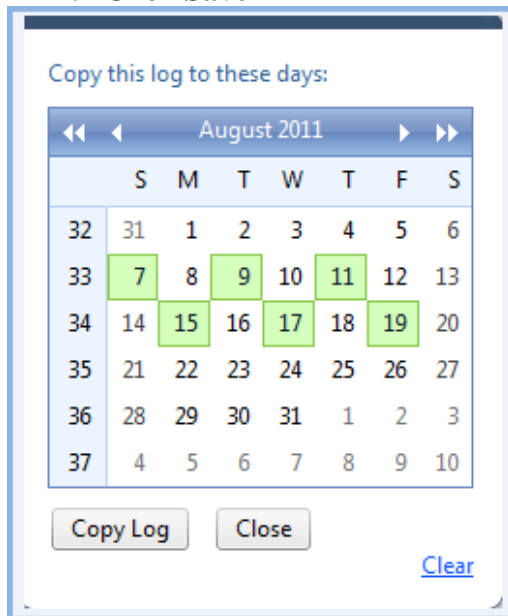 Copy this log to these days:
August 2011
S M T W T F S
32 31 1 2 3 4 5 6
33 7 8 9 10 11 12 13
34 14 15 16 17 18 19 20
35 21 22 23 24 25 26 27
36 28 29 30 31 1 2 3
37 4 5 6 7 8 9 10
Copy Log Close
Clear